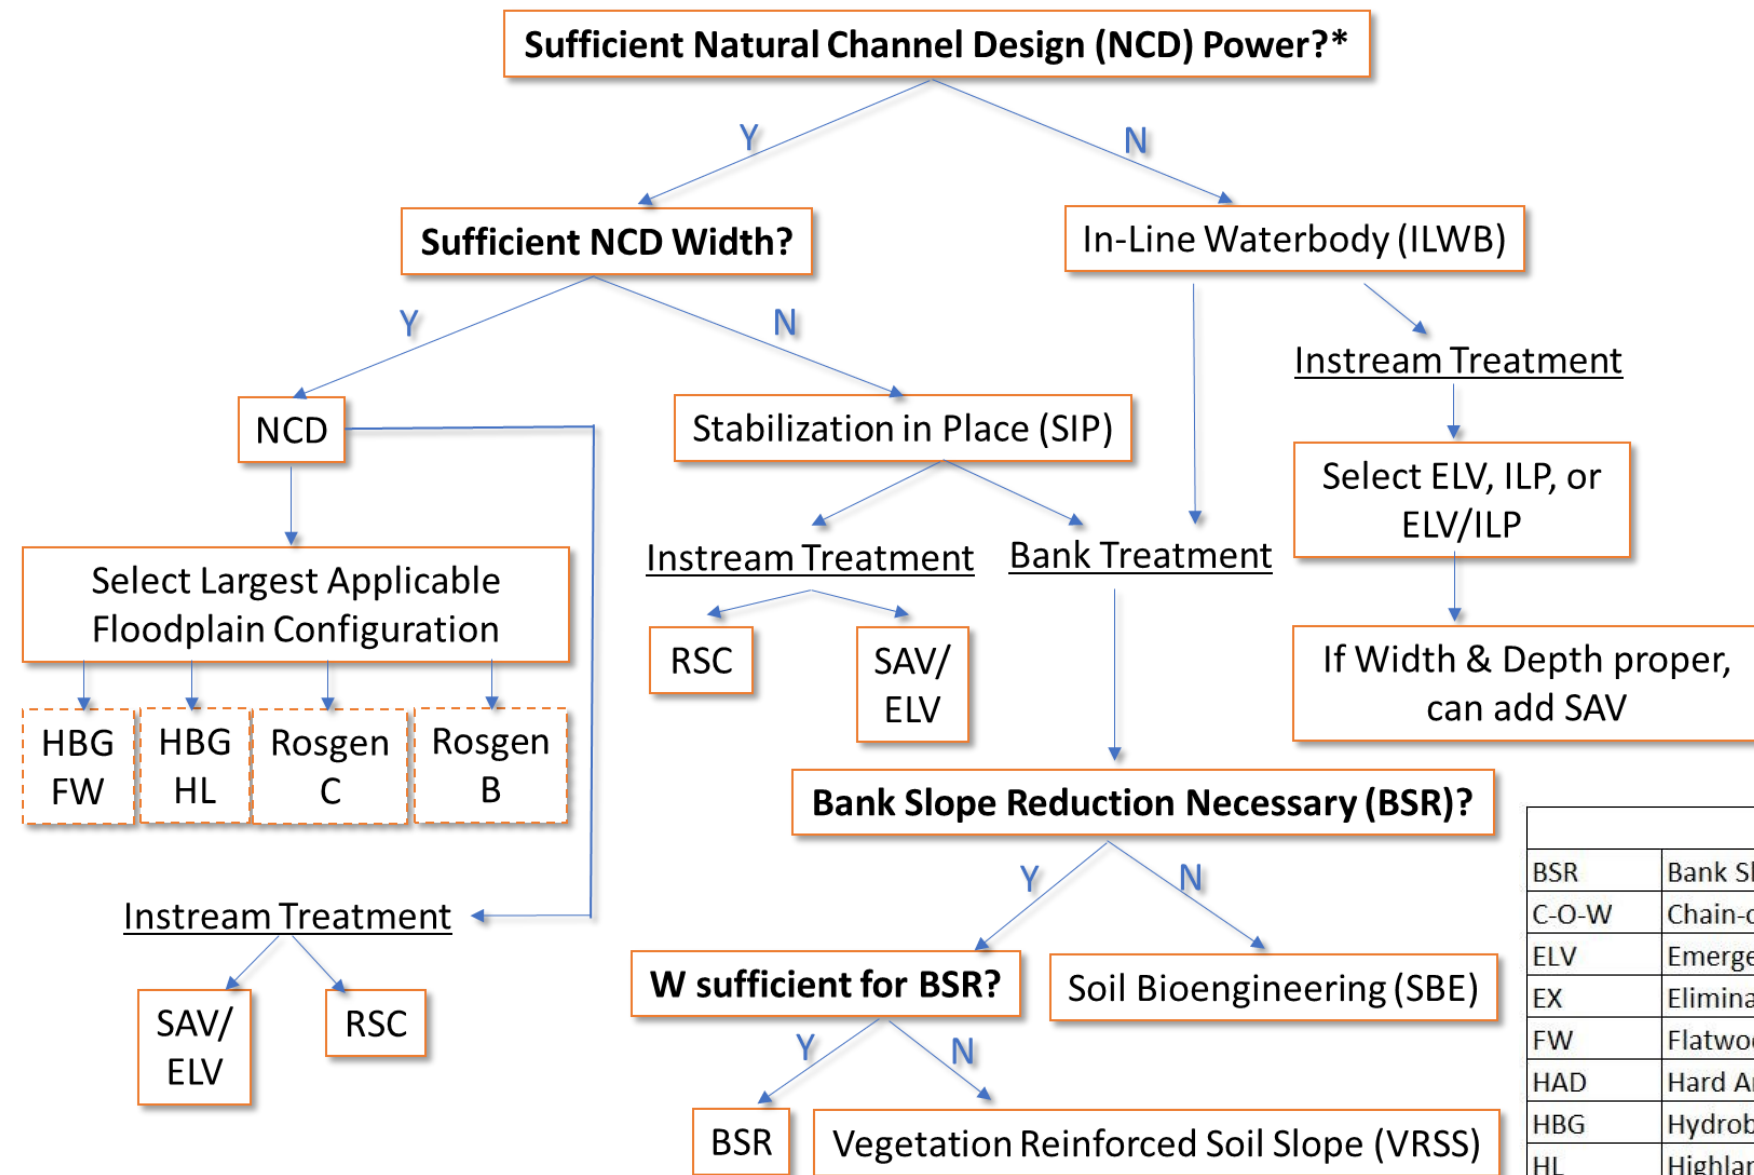 Sufficient Natural Channel Design (NCD) Power?*
Y
N
Sufficient NCD Width?
In-Line Waterbody (ILWB)
Y
N
Instream Treatment
NCD
Stabilization in Place (SIP)
Select ELV, ILP, or
ELV/ILP
Instream Treatment
Bank Treatment
Select Largest Applicable
Floodplain Configuration
RSC
SAV/
ELV
If Width & Depth proper,
can add SAV
HBG
FW
HBG
HL
Rosgen
C
Rosgen
B
Bank Slope Reduction Necessary (BSR)?
Y
N
Instream Treatment
W sufficient for BSR?
Soil Bioengineering (SBE)
SAV/
ELV
RSC
Y
N
BSR
Vegetation Reinforced Soil Slope (VRSS)
BSR Bank
C-O-W
ELV
EX
FW
HAD Hard
HBG
HL